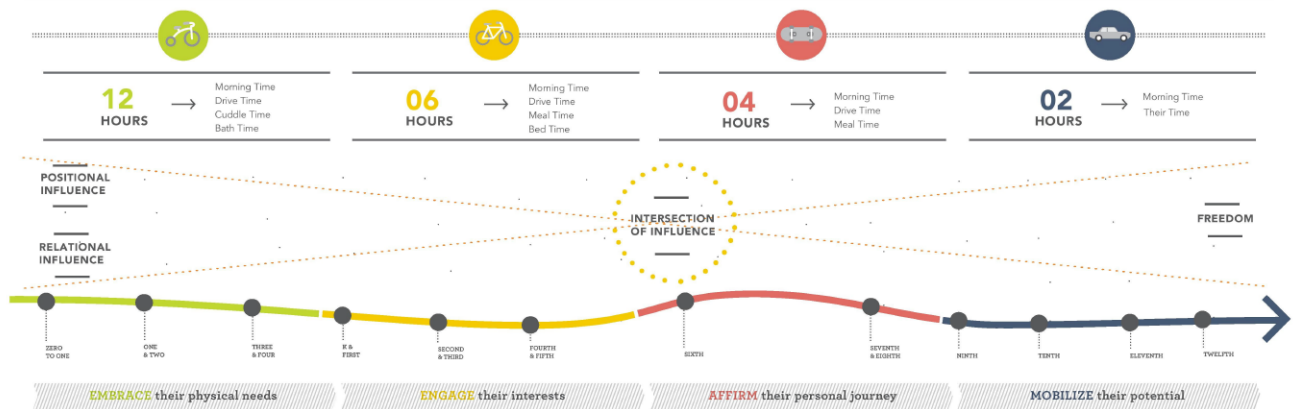 12
HOURS
Morning Time
Drive Time
Cuddle Time
Bath Time
06
HOURS
Morning Time
Drive Time
Meal Time
Bed Time
04
HOURS
Morning Time
Drive Time
Meal Time
02
HOURS
Morning Time
Their Time
POSITIONAL
INFLUENCE
RELATIONAL
INFLUENCE
INTERSECTION
OF INFLUENCE
FREEDOM
ZERO
TO ONE
ONE
& TWO
THREE
& FOUR
K &
FIRST
SECOND
& THIRD
FOURTH
& FIFTH
SIXTH
SEVENTH
& EIGHTH
NINTH
TENTH
ELEVENTH
TWELFTH
EMBRACE their physical needs
ENGAGE their interests
AFFIRM their personal journey
MOBILIZE their potential